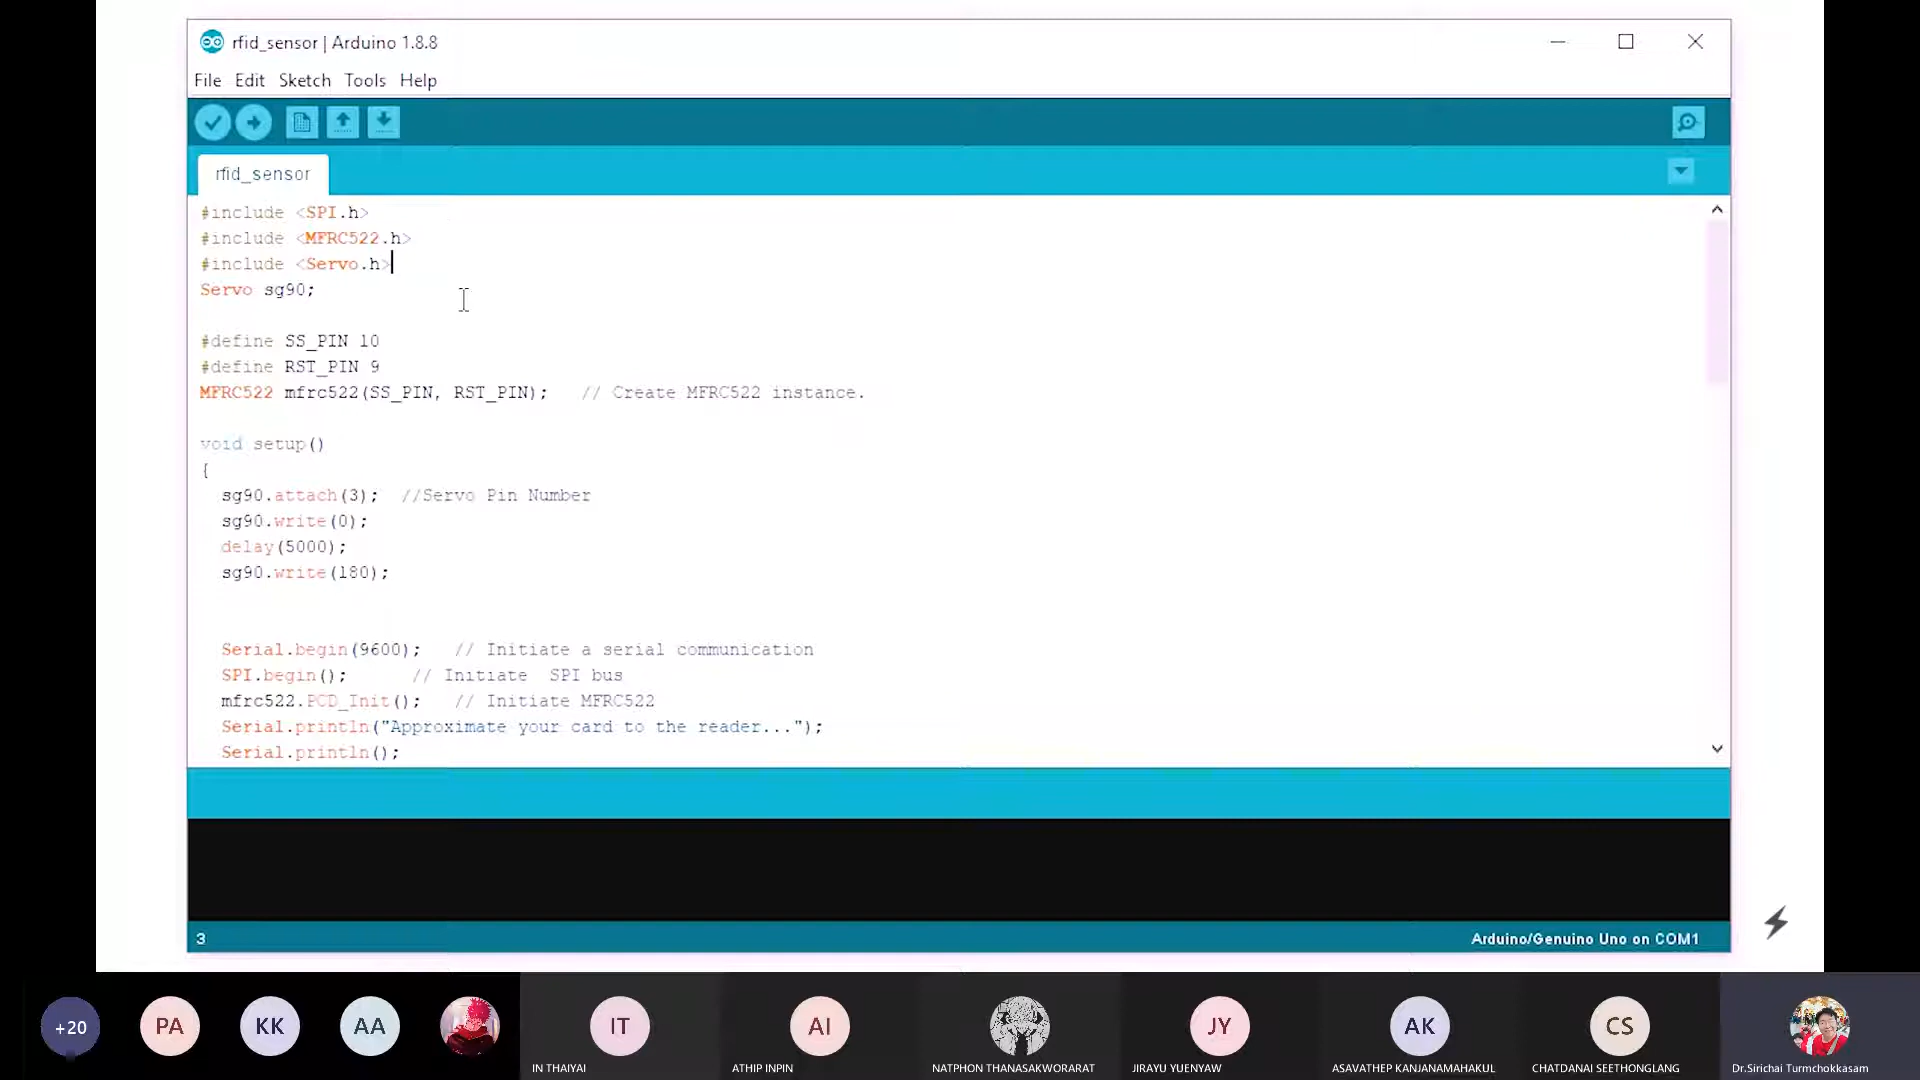 rfid_sensor | Arduino 1.8.8
File Edit Sketch Tools Help
rfid_sensor
#include <SPI.h>
#include <MFRC522.h>
#include <Servo.h>
Servo sg90;
#define SS_PIN 10
#define RST_PIN 9
MFRC522 mfrc522(SS_PIN, RST_PIN);   // Create MFRC522 instance.
void setup()
{
sg90.attach(3);  //Servo Pin Number
sg90.write(0);
delay(5000);
sg90.write(180);
Serial.begin(9600);   // Initiate a serial communication
SPI.begin();      // Initiate  SPI bus
mfrc522.PCD_Init();   // Initiate MFRC522
Serial.println("Approximate your card to the reader...");
Serial.println();
3
Arduino/Genuino Uno on COM1
+20 PA KK AA IT AI JY AK CS
IN THAIYAI ATHIP INPIN NATPHON THANASAKWORARAT JIRAYU YUENYAW ASAVATHEP KANJANAMAHAKUL CHATDANAI SEETHONGLANG Dr.Sirichai Turmchokkasam